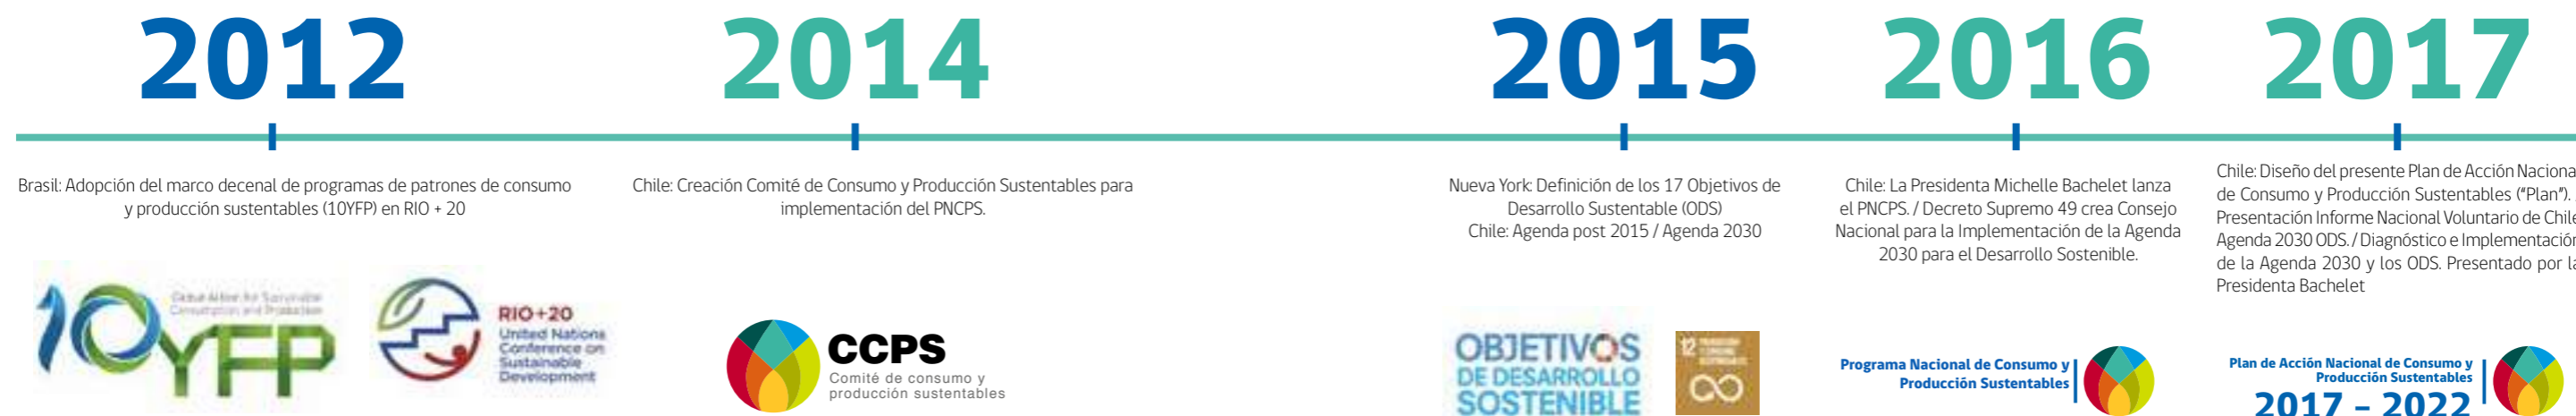 2012
2014
2015
2016
2017
Brasil: Adopción del marco decenal de programas de patrones de consumo
y producción sustentables (10YFP) en RIO + 20
Chile: Creación Comité de Consumo y Producción Sustentables para
implementación del PNCPS.
Nueva York: Definición de los 17 Objetivos de
Desarrollo Sustentable (ODS)
Chile: Agenda post 2015 / Agenda 2030
Chile: La Presidenta Michelle Bachelet lanza
el PNCPS. / Decreto Supremo 49 crea Consejo
Nacional para la Implementación de la Agenda
2030 para el Desarrollo Sostenible.
Chile: Diseño del presente Plan de Acción Naciona
de Consumo y Producción Sustentables ("Plan").
Presentación Informe Nacional Voluntario de Chile
Agenda 2030 ODS. / Diagnóstico e Implementación
de la Agenda 2030 y los ODS. Presentado por la
Presidenta Bachelet
10YFP
Global Action for Sustainable
Consumption and Production
RIO+20
United Nations
Conference on
Sustainable
Development
CCPS
Comité de consumo y
producción sustentables
OBJETIVOS
DE DESARROLLO
SOSTENIBLE
12
Programa Nacional de Consumo y
Producción Sustentables
Plan de Acción Nacional de Consumo y
Producción Sustentables
2017 – 2022